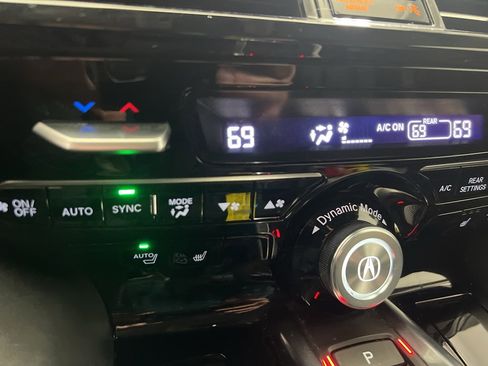 69 A/C ON REAR 69 69
ON/OFF AUTO SYNC MODE
A/C REAR SETTINGS
Dynamic Mode
AUTO
P